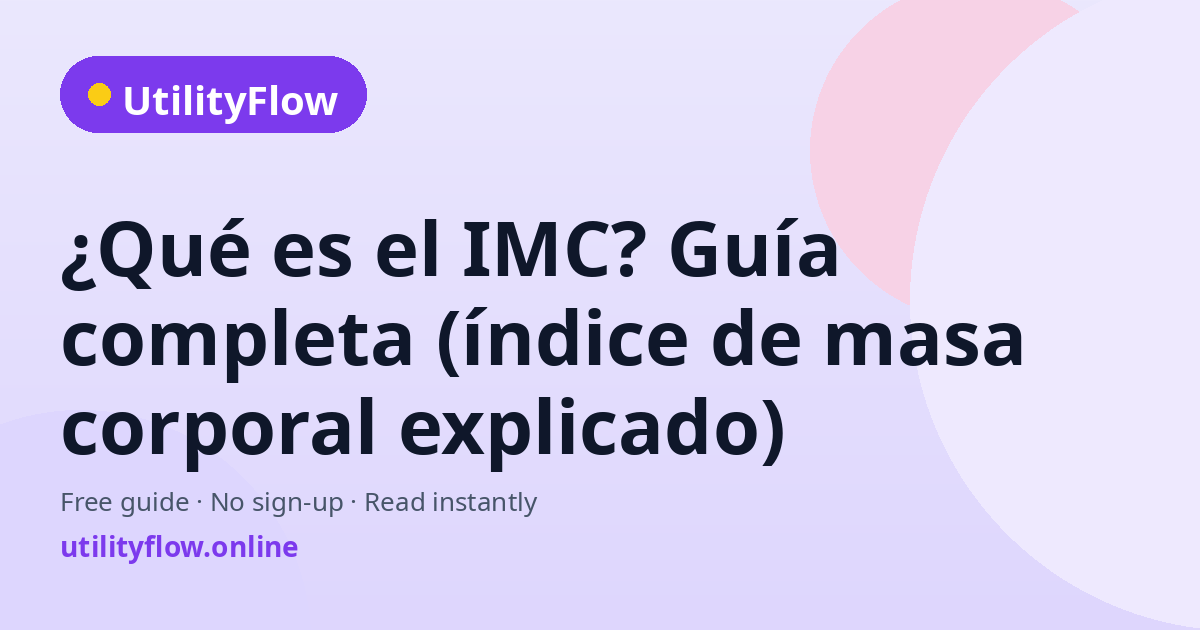 UtilityFlow
¿Qué es el IMC? Guía
completa (índice de masa
corporal explicado)
Free guide · No sign-up · Read instantly
utilityflow.online